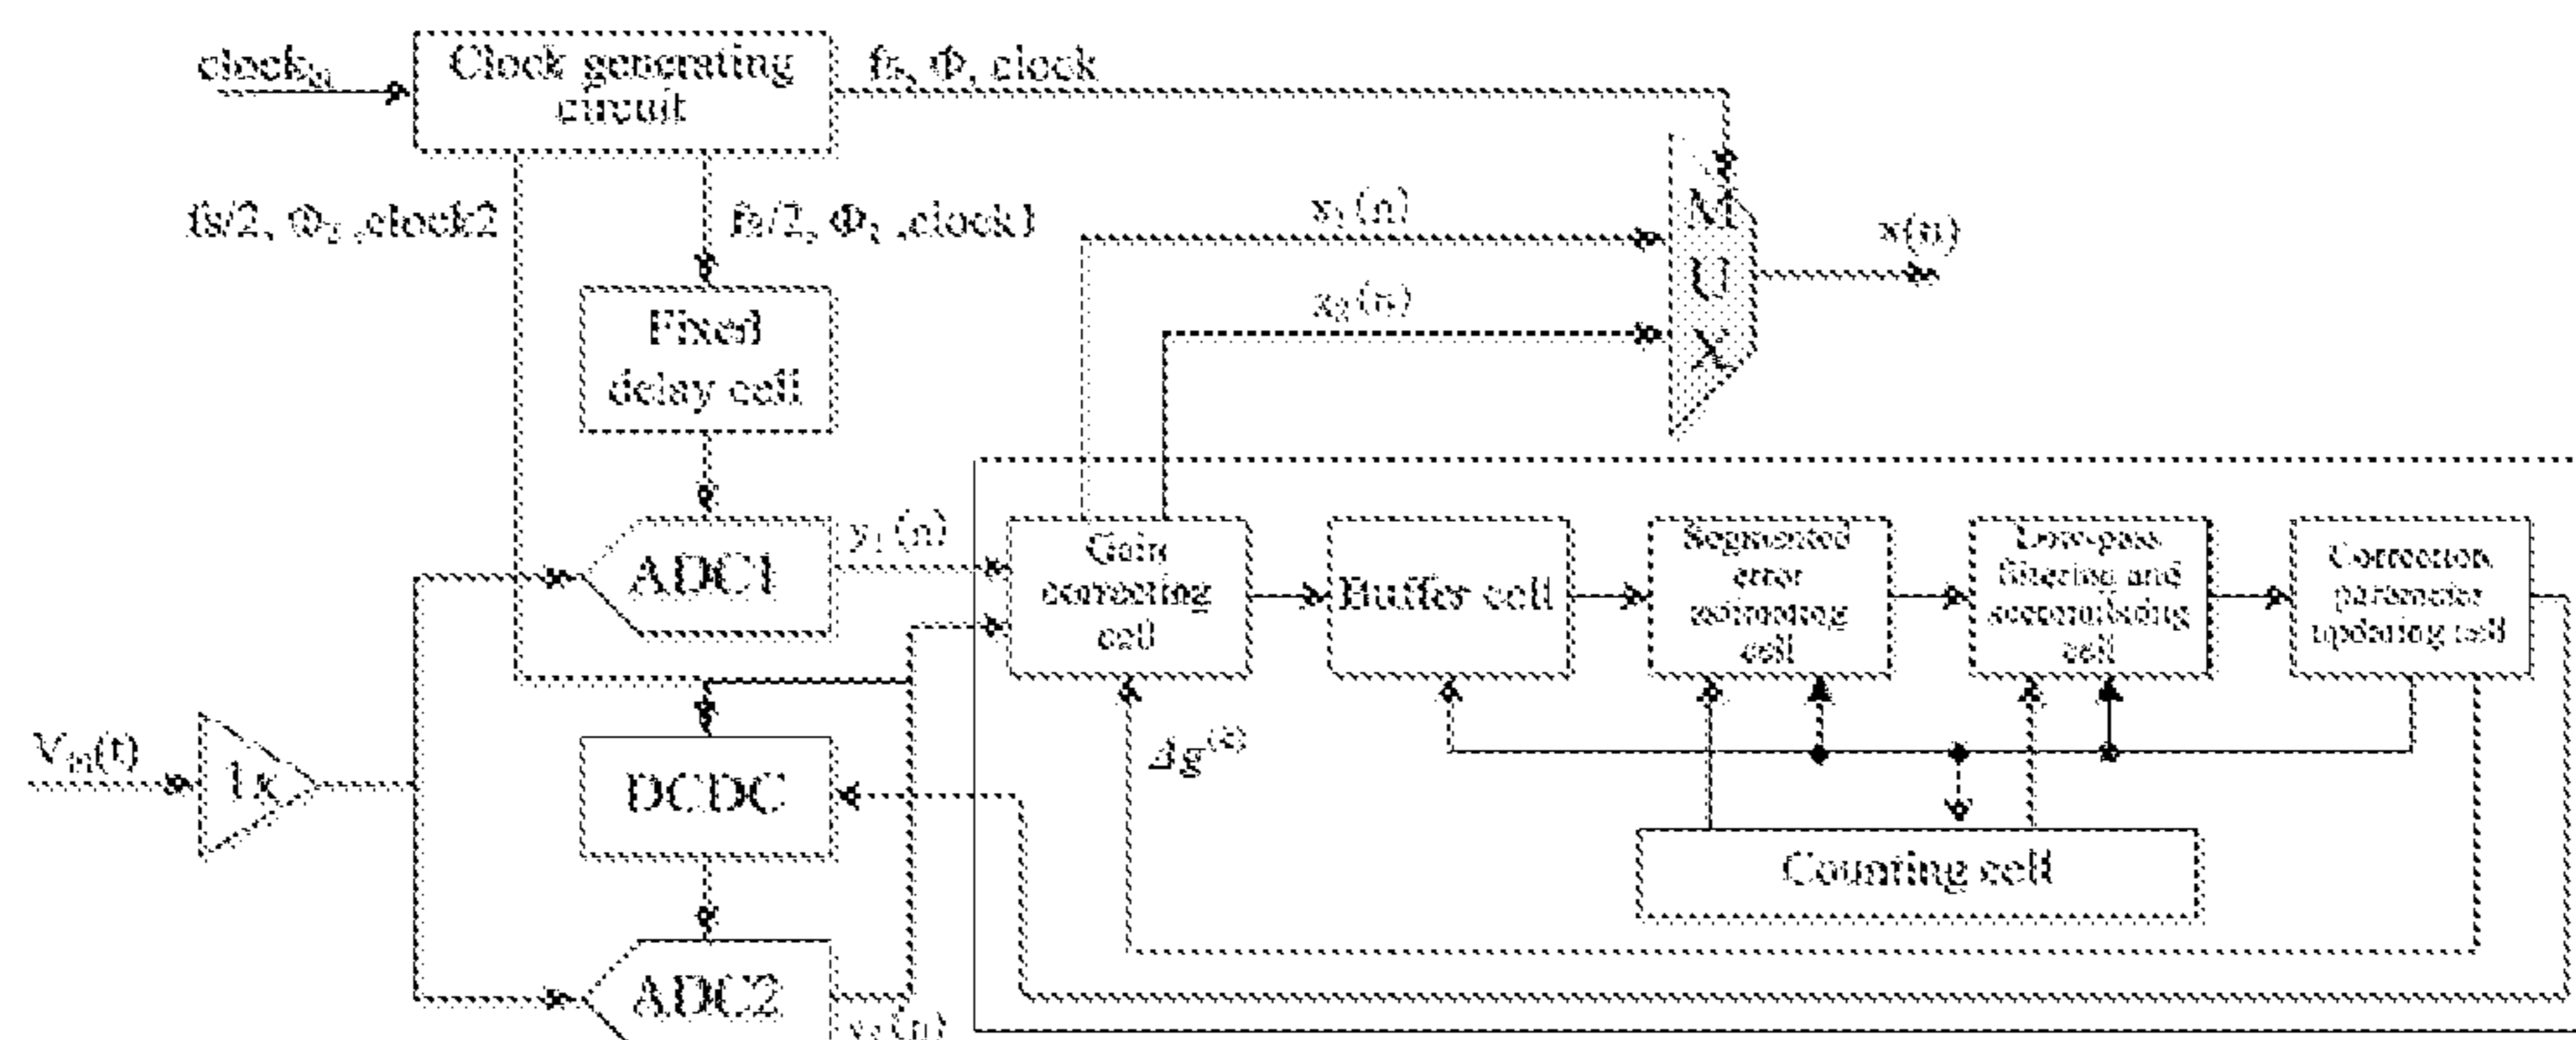 clock
Clock generating
circuit
fs, Φ, clock
fs/2, Φ₂ ,clock2
fs/2, Φ₁ ,clock1
Fixed
delay cell
x₁(n)
x₂(n)
M
U
X
x(n)
ADC1
y₁(n)
Gain
correcting
cell
Buffer cell
Segmented
error
estimating
cell
Low-pass
filtering and
accumulating
cell
Correction
parameter
updating cell
Vin(t)
1x
DCDC
Δg
Counting cell
ADC2
y₂(n)